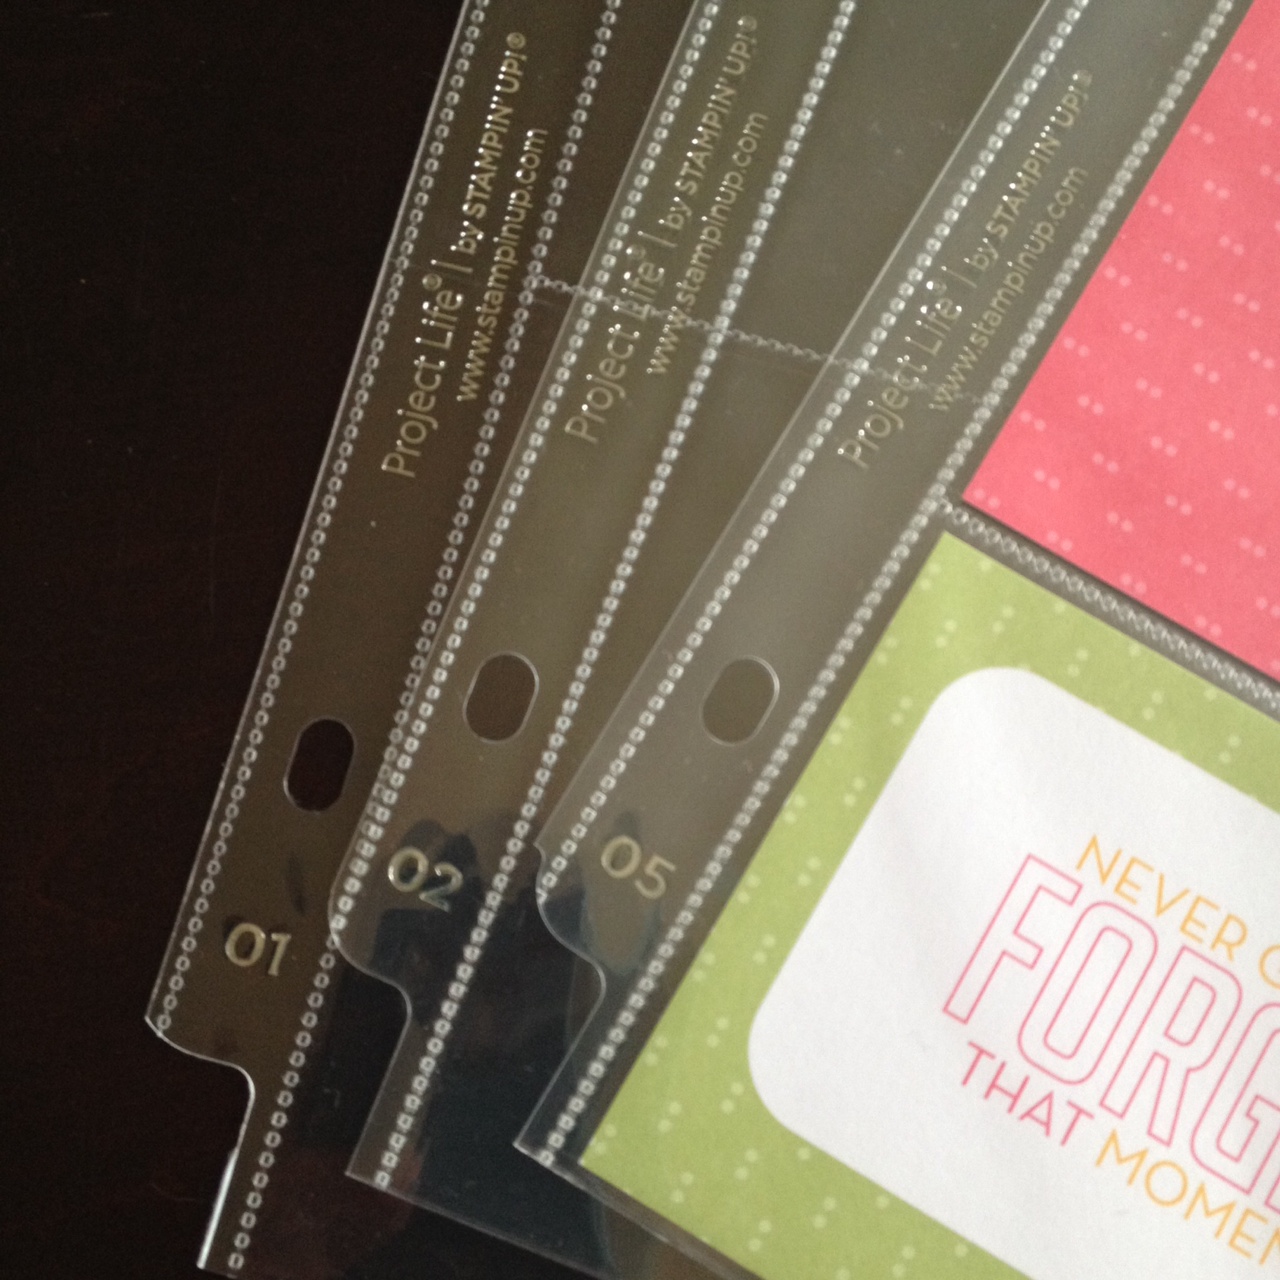 Project Life® | by STAMPIN' UP!®
www.stampinup.com
01
Project Life® | by STAMPIN' UP!®
www.stampinup.com
02
Project Life® | by STAMPIN' UP!®
www.stampinup.com
05
NEVER
FORG
THAT MOMEN